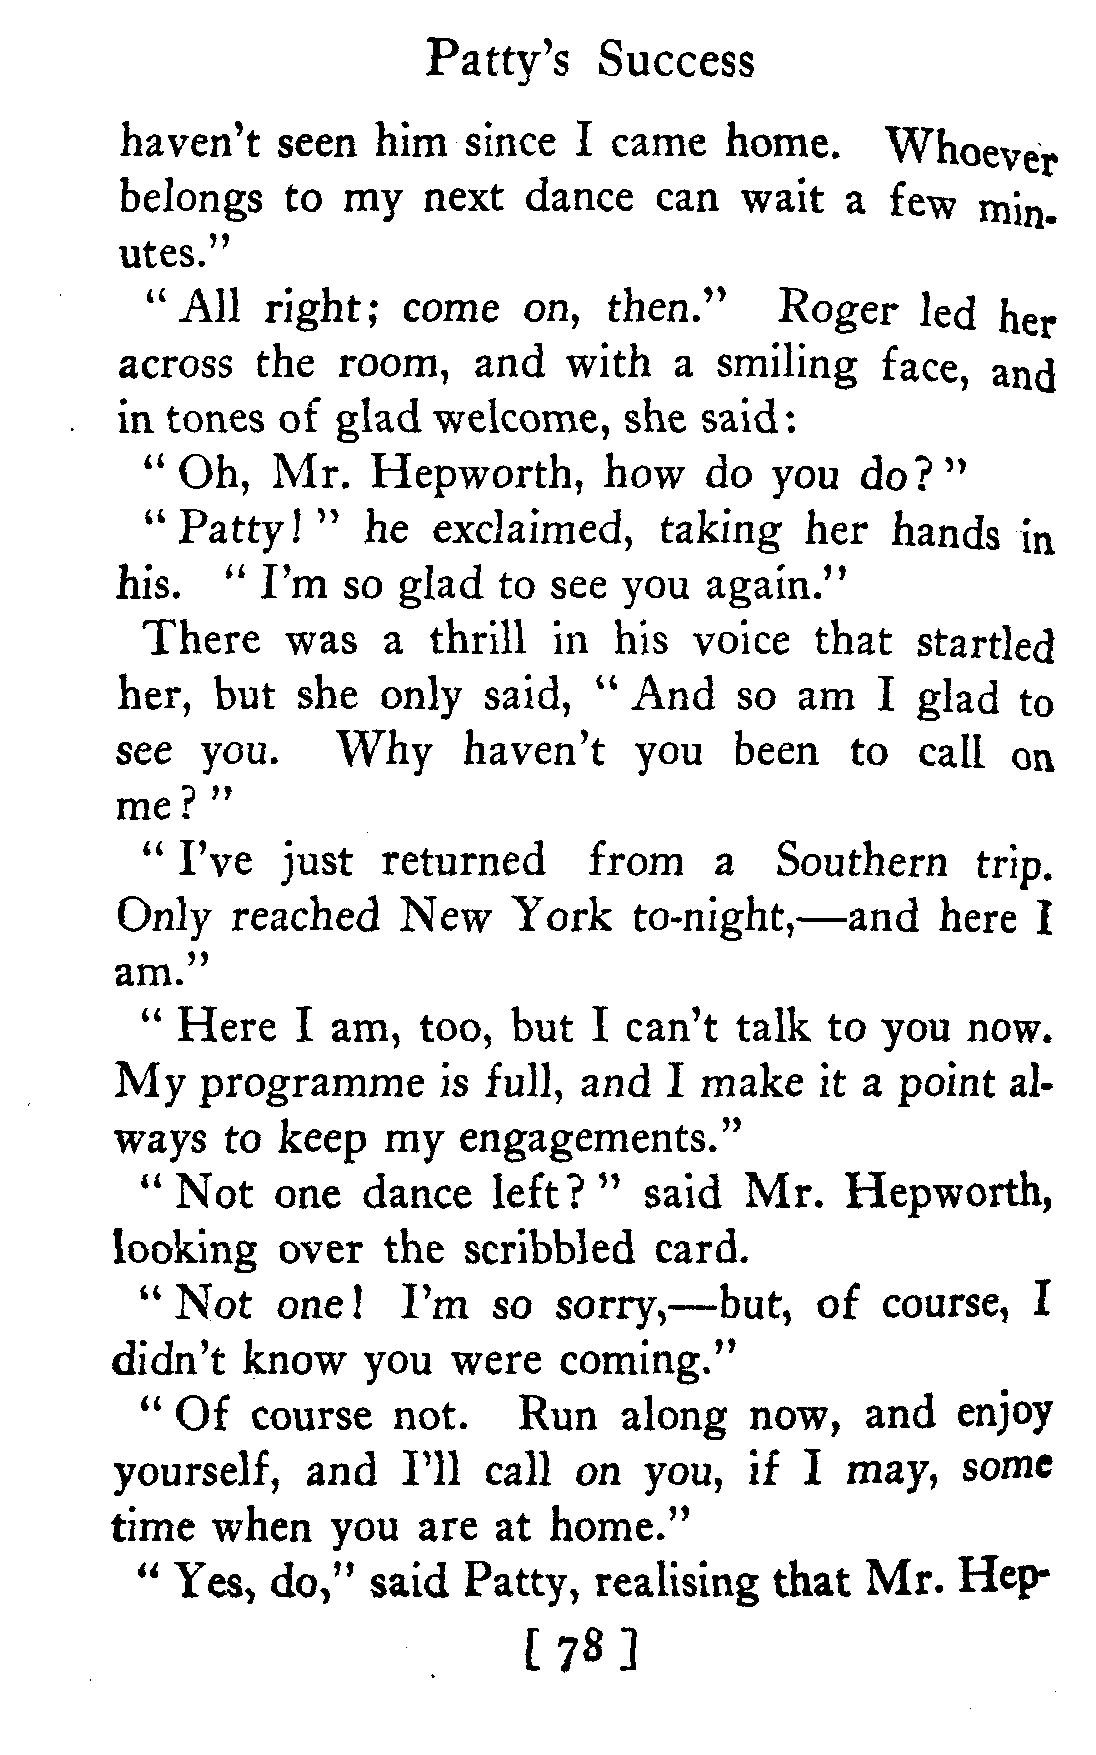 Patty's Success
haven't seen him since I came home. Whoever
belongs to my next dance can wait a few min-
utes."
" All right; come on, then." Roger led her
across the room, and with a smiling face, and
in tones of glad welcome, she said:
" Oh, Mr. Hepworth, how do you do? "
" Patty! " he exclaimed, taking her hands in
his. " I'm so glad to see you again."
There was a thrill in his voice that startled
her, but she only said, " And so am I glad to
see you. Why haven't you been to call on
me? "
" I've just returned from a Southern trip.
Only reached New York to-night,—and here I
am."
" Here I am, too, but I can't talk to you now.
My programme is full, and I make it a point al-
ways to keep my engagements."
" Not one dance left? " said Mr. Hepworth,
looking over the scribbled card.
" Not one! I'm so sorry,—but, of course, I
didn't know you were coming."
" Of course not. Run along now, and enjoy
yourself, and I'll call on you, if I may, some
time when you are at home."
" Yes, do," said Patty, realising that Mr. Hep-
[ 78 ]